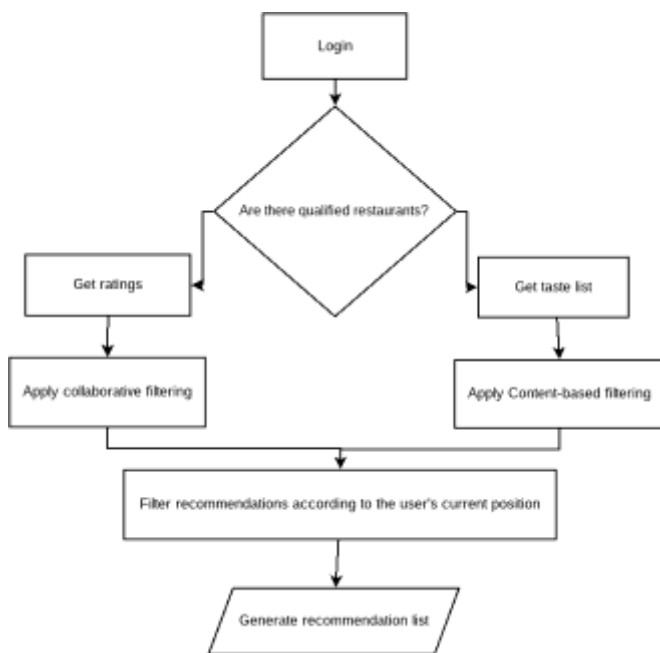 Login
Are there qualified restaurants?
Get ratings
Get taste list
Apply collaborative filtering
Apply Content-based filtering
Filter recommendations according to the user's current position
Generate recommendation list